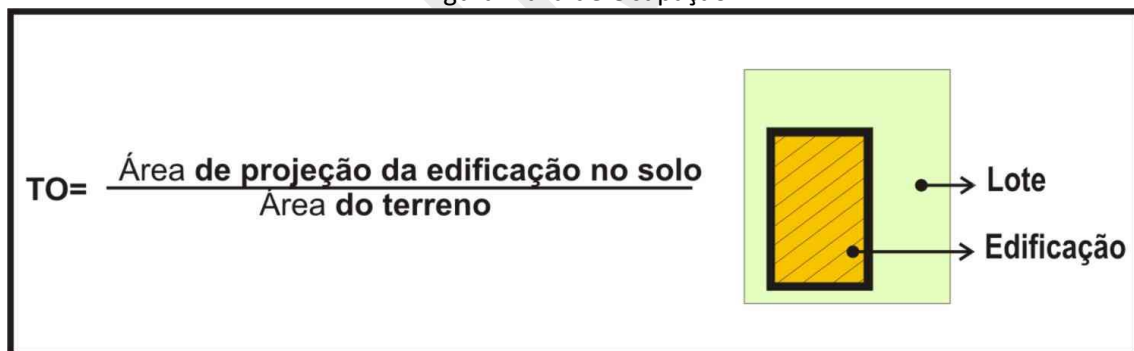 TO=
Área de projeção da edificação no solo
Área do terreno
Lote
Edificação